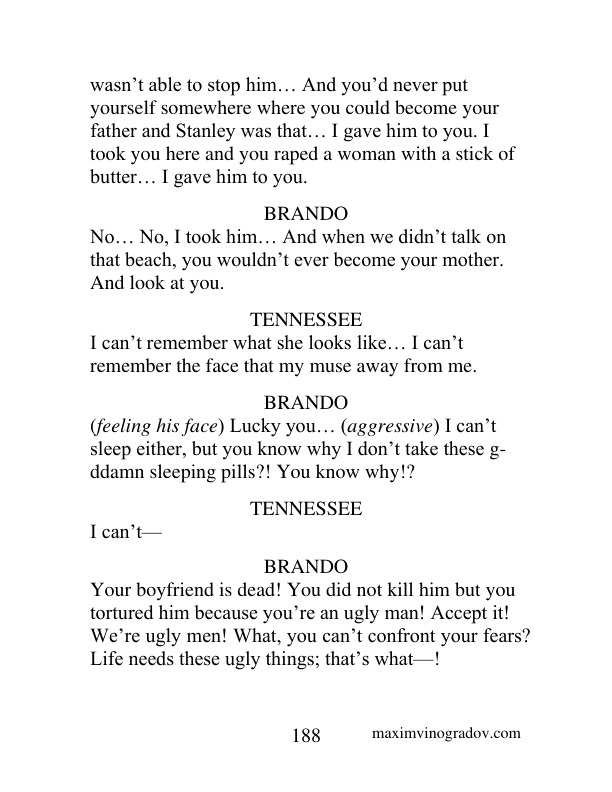 wasn’t able to stop him… And you’d never put
yourself somewhere where you could become your
father and Stanley was that… I gave him to you. I
took you here and you raped a woman with a stick of
butter… I gave him to you.
BRANDO
No… No, I took him… And when we didn’t talk on
that beach, you wouldn’t ever become your mother.
And look at you.
TENNESSEE
I can’t remember what she looks like… I can’t
remember the face that my muse away from me.
BRANDO
(feeling his face) Lucky you… (aggressive) I can’t
sleep either, but you know why I don’t take these g-
ddamn sleeping pills?! You know why!?
TENNESSEE
I can’t—
BRANDO
Your boyfriend is dead! You did not kill him but you
tortured him because you’re an ugly man! Accept it!
We’re ugly men! What, you can’t confront your fears?
Life needs these ugly things; that’s what—!
188 maximvinogradov.com